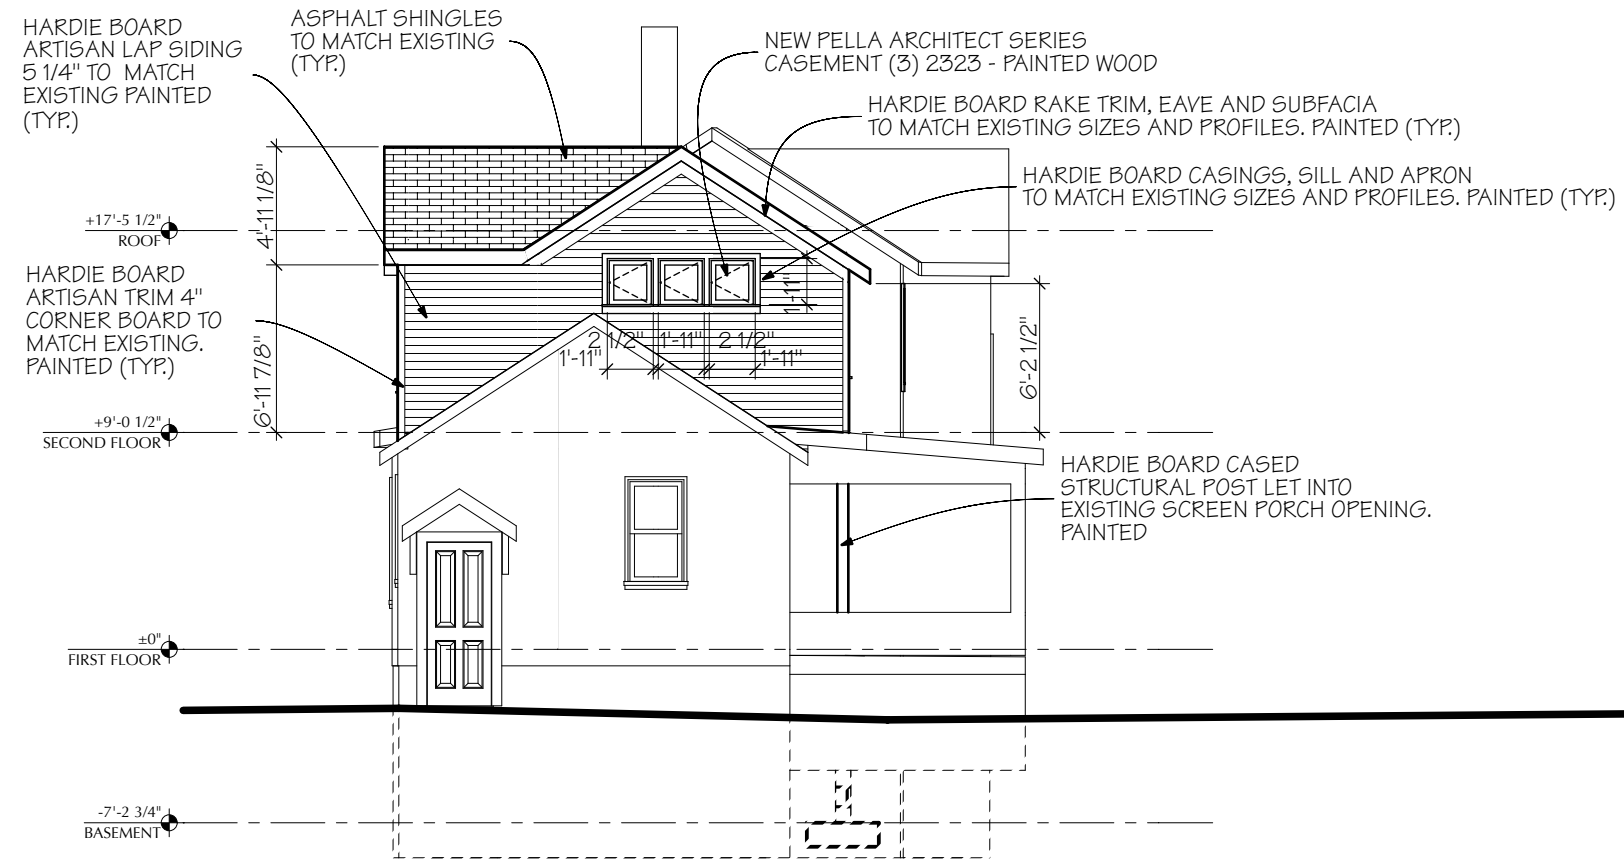 HARDIE BOARD
ARTISAN LAP SIDING
5 1/4" TO MATCH
EXISTING PAINTED
(TYP.)
ASPHALT SHINGLES
TO MATCH EXISTING
(TYP.)
NEW PELLA ARCHITECT SERIES
CASEMENT (3) 2323 - PAINTED WOOD
HARDIE BOARD RAKE TRIM, EAVE AND SUBFACIA
TO MATCH EXISTING SIZES AND PROFILES. PAINTED (TYP.)
HARDIE BOARD CASINGS, SILL AND APRON
TO MATCH EXISTING SIZES AND PROFILES. PAINTED (TYP.)
4'-11 1/8"
+17'-5 1/2"
ROOF
HARDIE BOARD
ARTISAN TRIM 4"
CORNER BOARD TO
MATCH EXISTING.
PAINTED (TYP.)
1'-11"
2 1/2"
1'-11"
2 1/2"
1'-11"
1'-11"
6'-11 7/8"
6'-2 1/2"
+9'-0 1/2"
SECOND FLOOR
HARDIE BOARD CASED
STRUCTURAL POST LET INTO
EXISTING SCREEN PORCH OPENING.
PAINTED
±0"
FIRST FLOOR
-7'-2 3/4"
BASEMENT